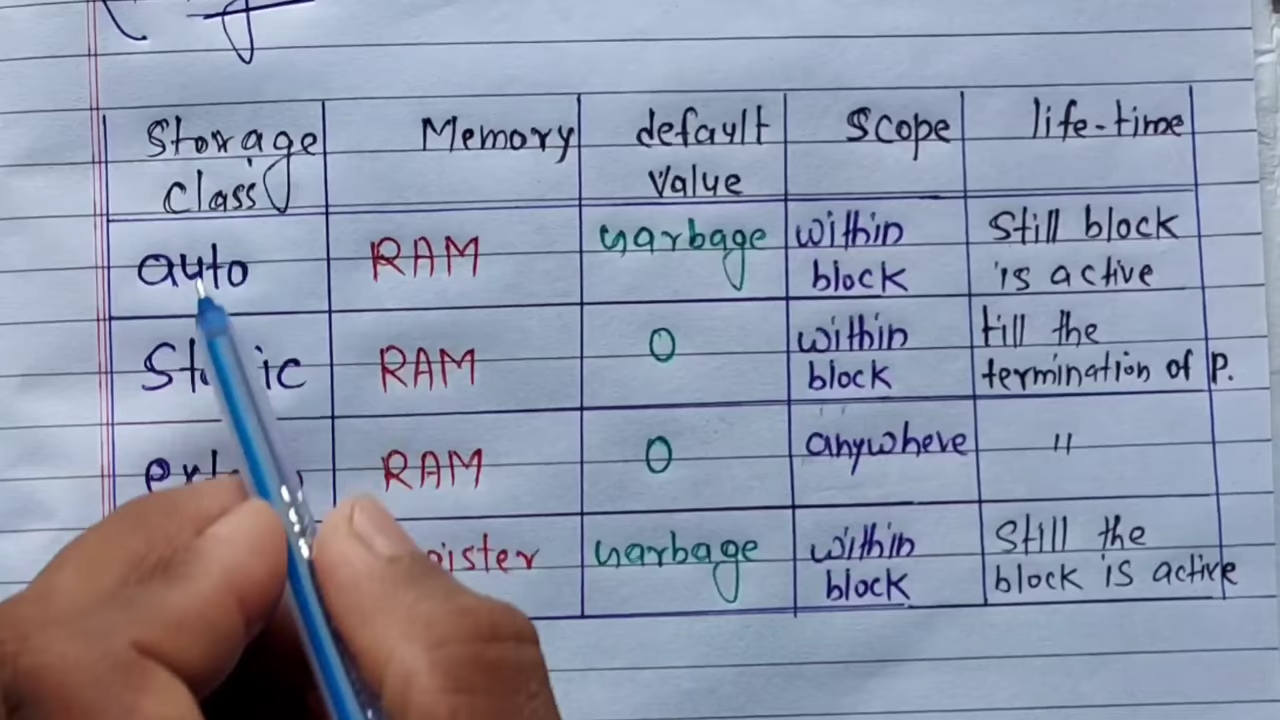 Storage Class Memory default Value Scope life-time
auto RAM garbage within block Still block is active
RAM 0 within block till the termination of P.
RAM 0 anywhere "
garbage within block Still the block is active